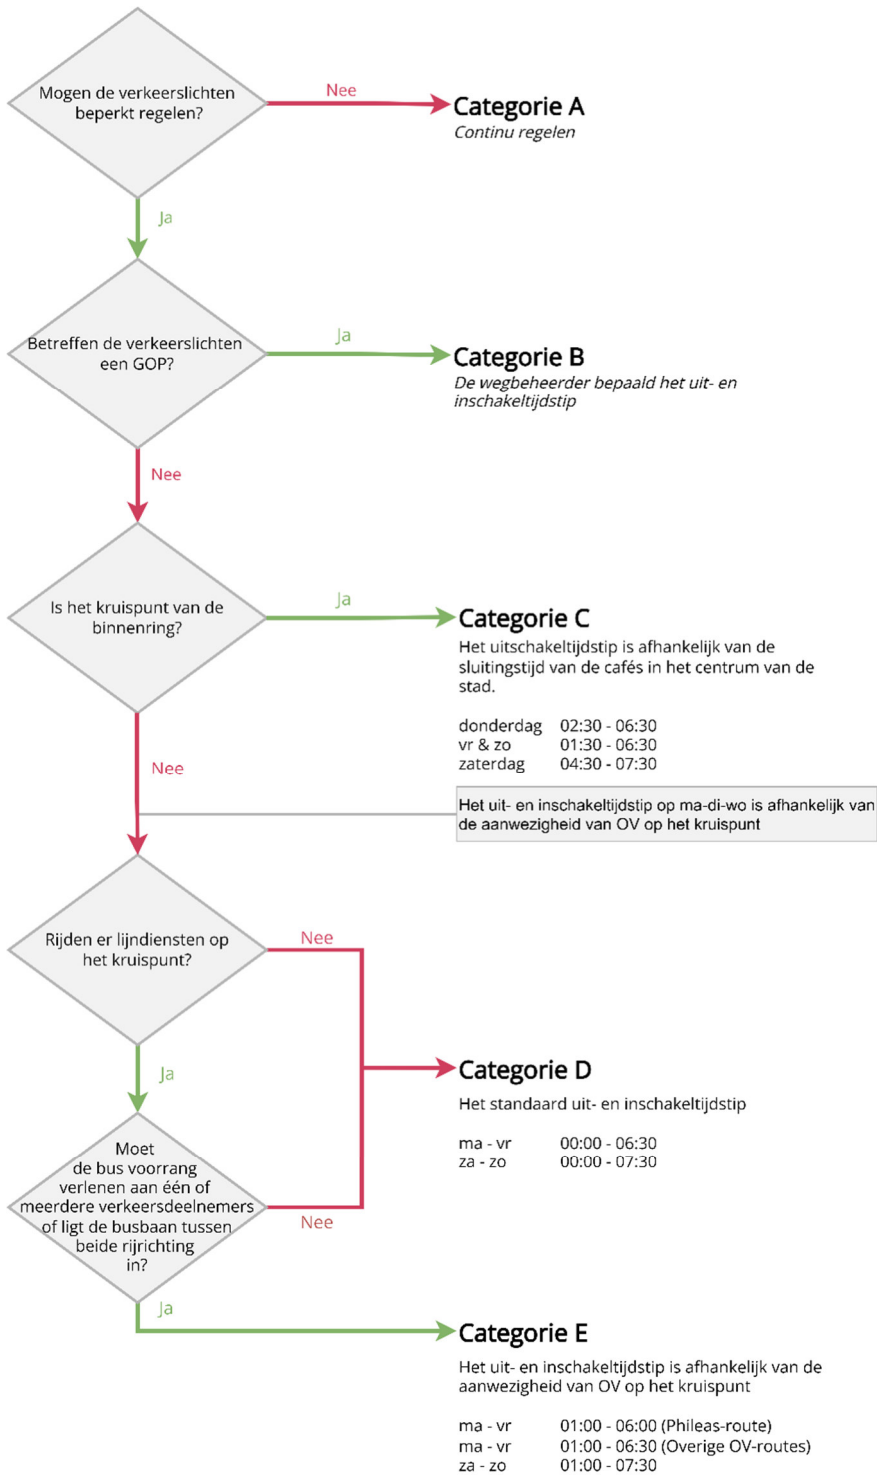 Mogen de verkeerslichten
beperkt regelen?
Nee
Categorie A
Continu regelen
Ja
Betreffen de verkeerslichten
een GOP?
Ja
Categorie B
De wegbeheerder bepaald het uit- en
inschakeltijdstip
Nee
Is het kruispunt van de
binnenring?
Ja
Categorie C
Het uitschakeltijdstip is afhankelijk van de
sluitingstijd van de cafés in het centrum van de
stad.
donderdag 02:30 - 06:30
vr & zo 01:30 - 06:30
zaterdag 04:30 - 07:30
Nee
Het uit- en inschakeltijdstip op ma-di-wo is afhankelijk van
de aanwezigheid van OV op het kruispunt
Rijden er lijndiensten op
het kruispunt?
Nee
Ja
Categorie D
Het standaard uit- en inschakeltijdstip
ma - vr 00:00 - 06:30
za - zo 00:00 - 07:30
Moet
de bus voorrang
verlenen aan één of
meerdere verkeersdeelnemers
of ligt de busbaan tussen
beide rijrichting
in?
Nee
Ja
Categorie E
Het uit- en inschakeltijdstip is afhankelijk van de
aanwezigheid van OV op het kruispunt
ma - vr 01:00 - 06:00 (Phileas-route)
ma - vr 01:00 - 06:30 (Overige OV-routes)
za - zo 01:00 - 07:30